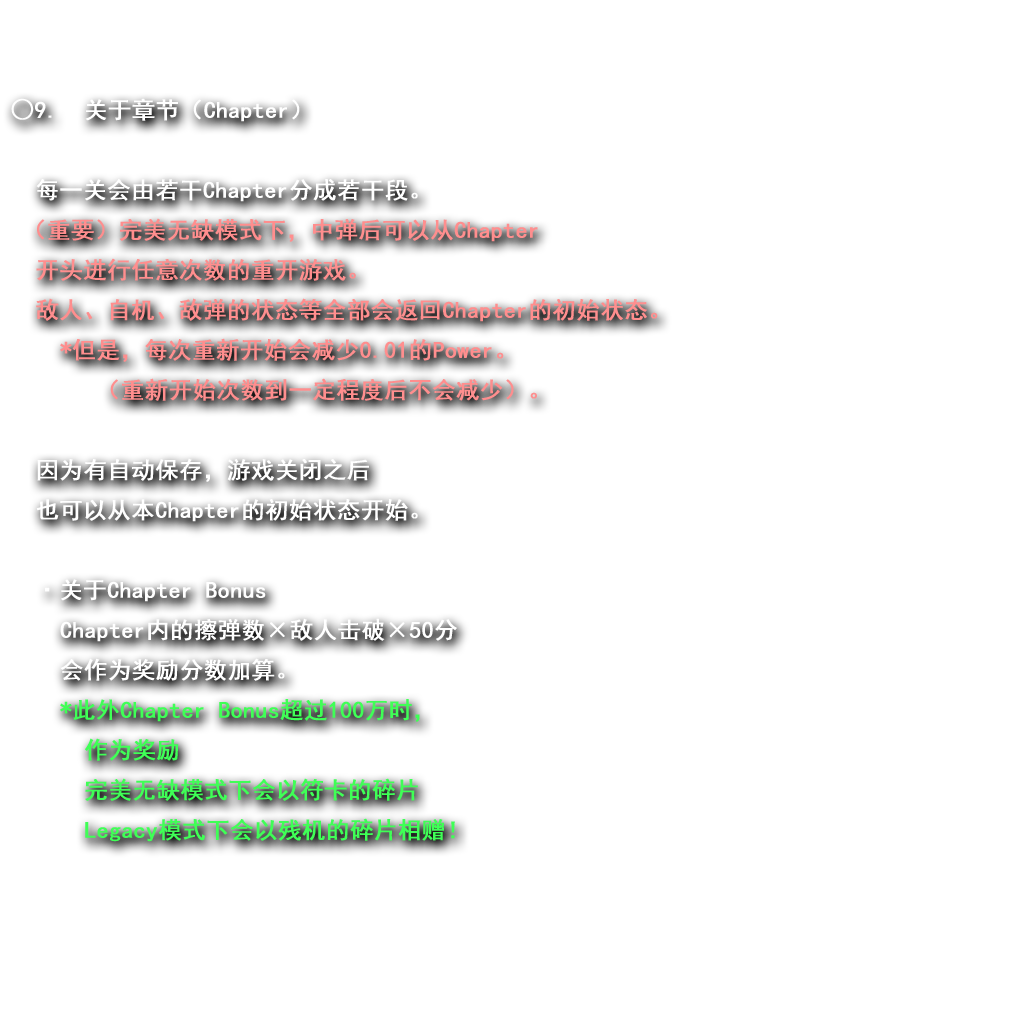 ○9.　关于章节（Chapter）
每一关会由若干Chapter分成若干段。
（重要）完美无缺模式下，中弹后可以从Chapter
开头进行任意次数的重开游戏。
敌人、自机、敌弹的状态等全部会返回Chapter的初始状态。
*但是，每次重新开始会减少0.01的Power。
（重新开始次数到一定程度后不会减少）。
因为有自动保存，游戏关闭之后
也可以从本Chapter的初始状态开始。
・关于Chapter Bonus
Chapter内的擦弹数×敌人击破×50分
会作为奖励分数加算。
*此外Chapter Bonus超过100万时，
作为奖励
完美无缺模式下会以符卡的碎片
Legacy模式下会以残机的碎片相赠！